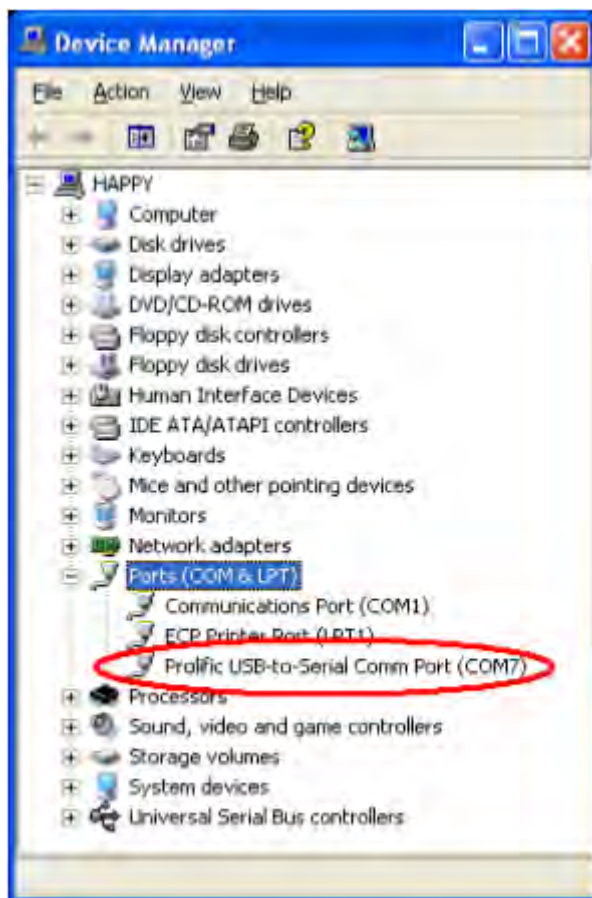 Device Manager
File Action View Help
HAPPY
Computer
Disk drives
Display adapters
DVD/CD-ROM drives
Floppy disk controllers
Floppy disk drives
Human Interface Devices
IDE ATA/ATAPI controllers
Keyboards
Mice and other pointing devices
Monitors
Network adapters
Ports (COM & LPT)
Communications Port (COM1)
ECP Printer Port (LPT1)
Prolific USB-to-Serial Comm Port (COM7)
Processors
Sound, video and game controllers
Storage volumes
System devices
Universal Serial Bus controllers